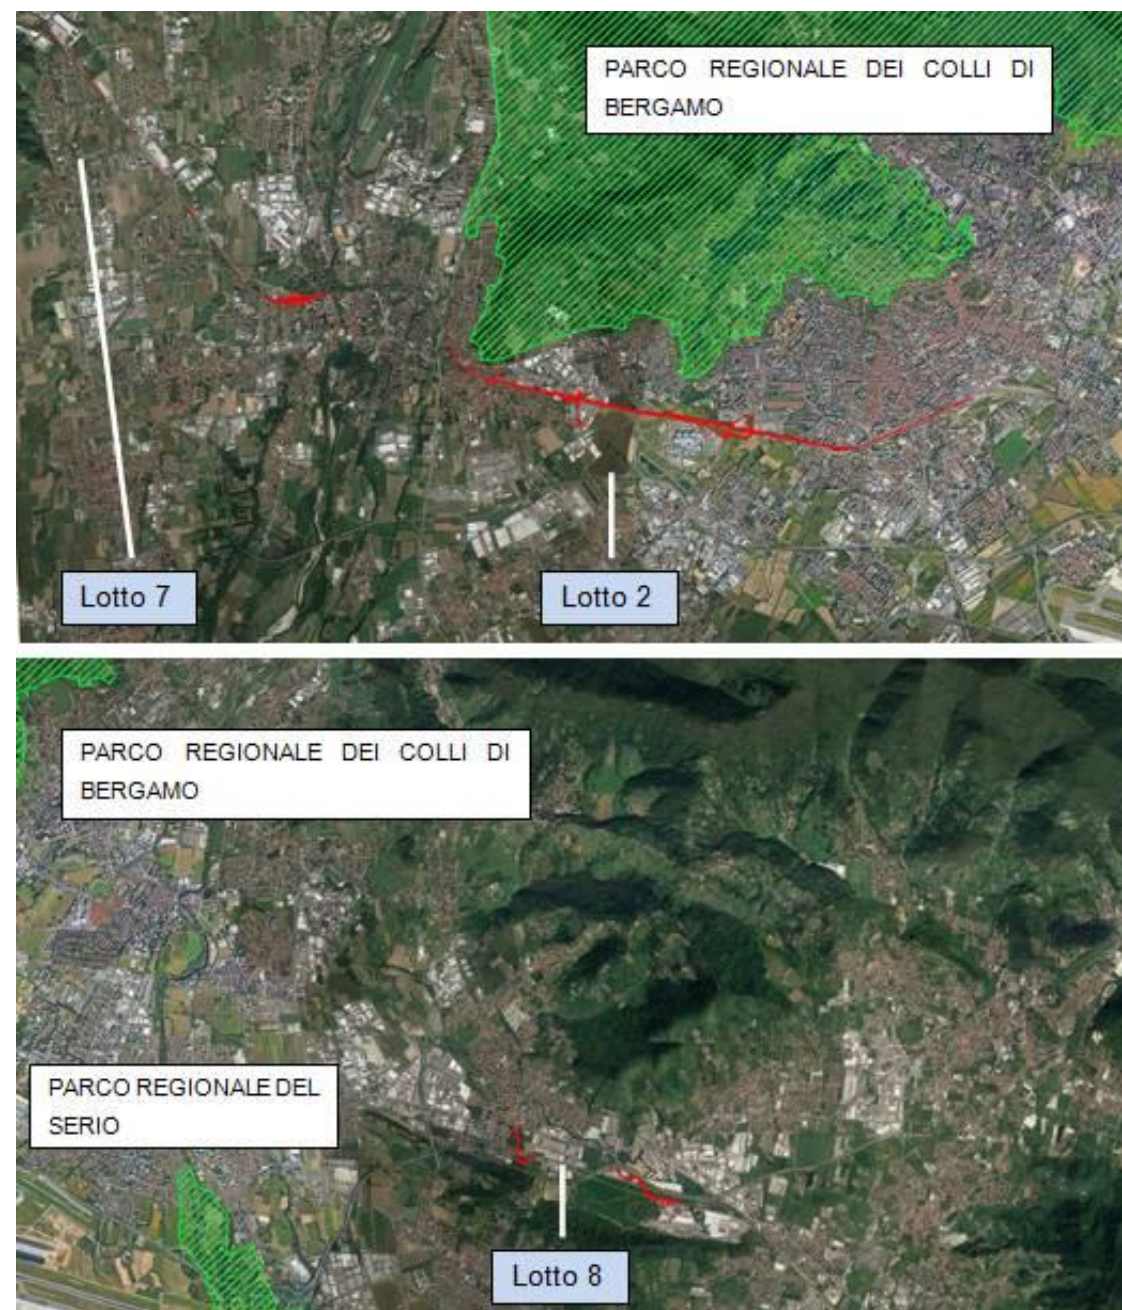 PARCO REGIONALE DEI COLLI DI
BERGAMO
Lotto 7
Lotto 2
PARCO REGIONALE DEI COLLI DI
BERGAMO
PARCO REGIONALE DEL
SERIO
Lotto 8